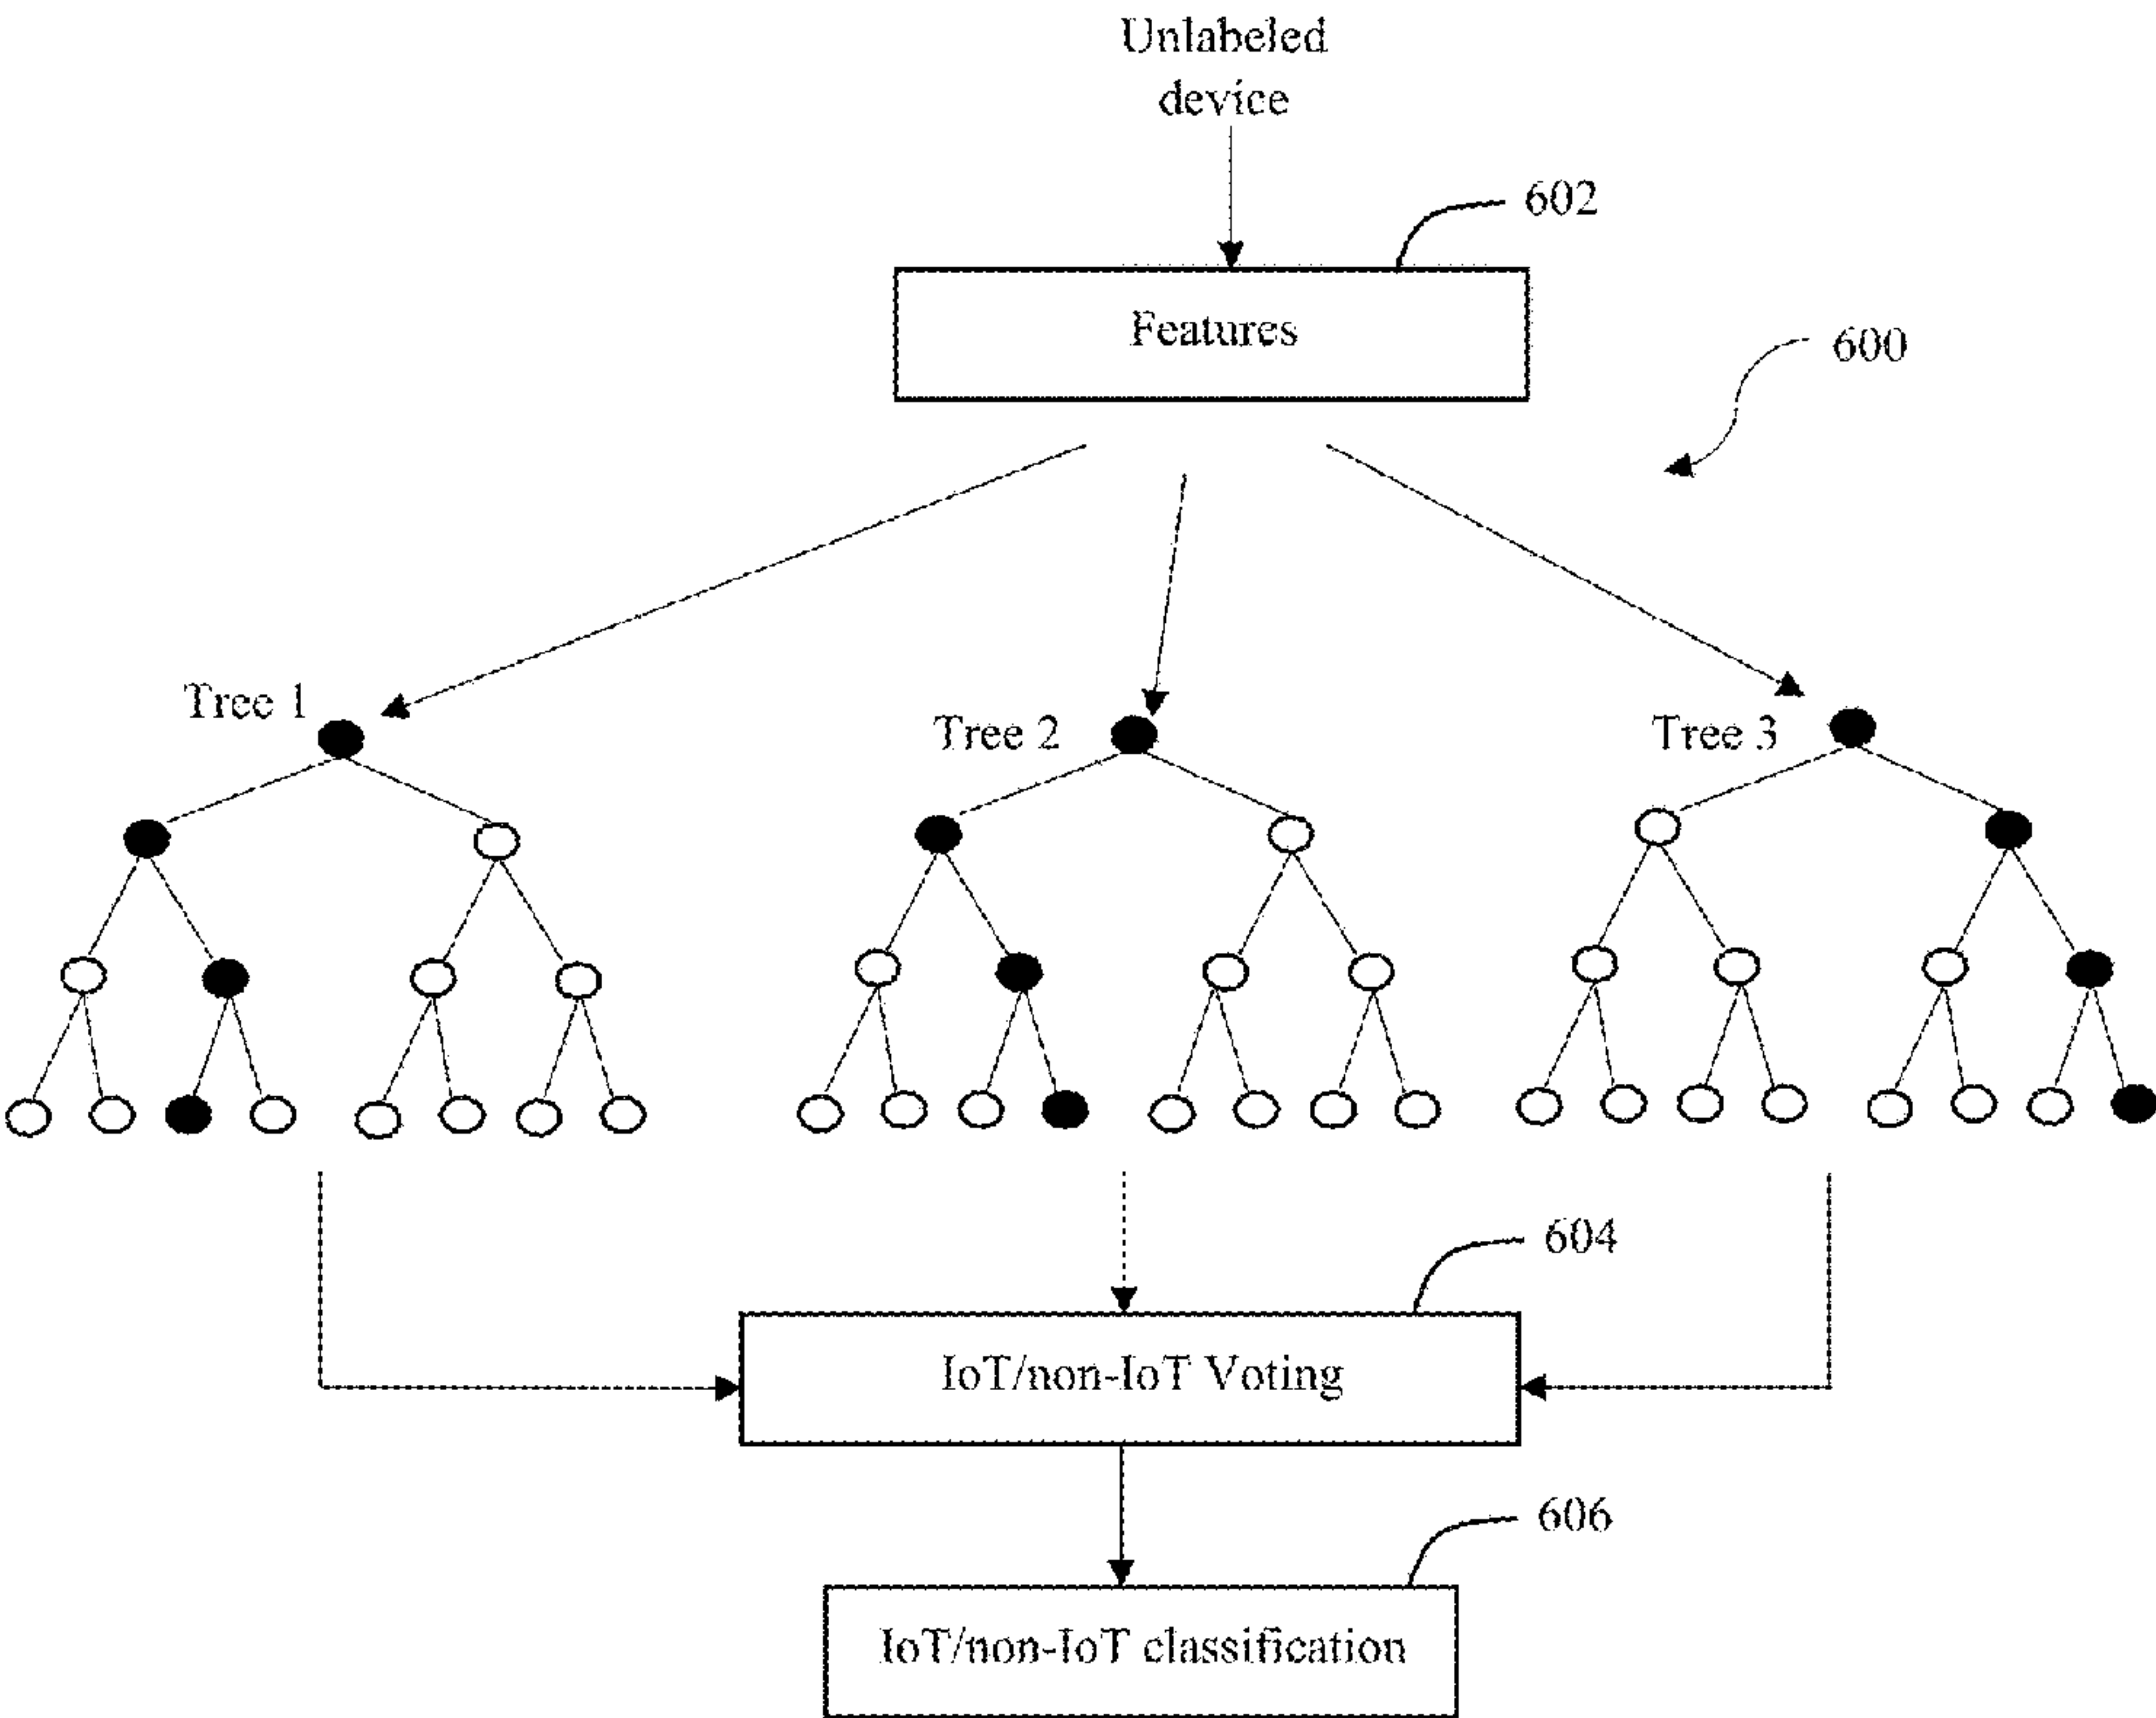 Unlabeled
device
602
Features
600
Tree 1
Tree 2
Tree 3
604
IoT/non-IoT Voting
606
IoT/non-IoT classification